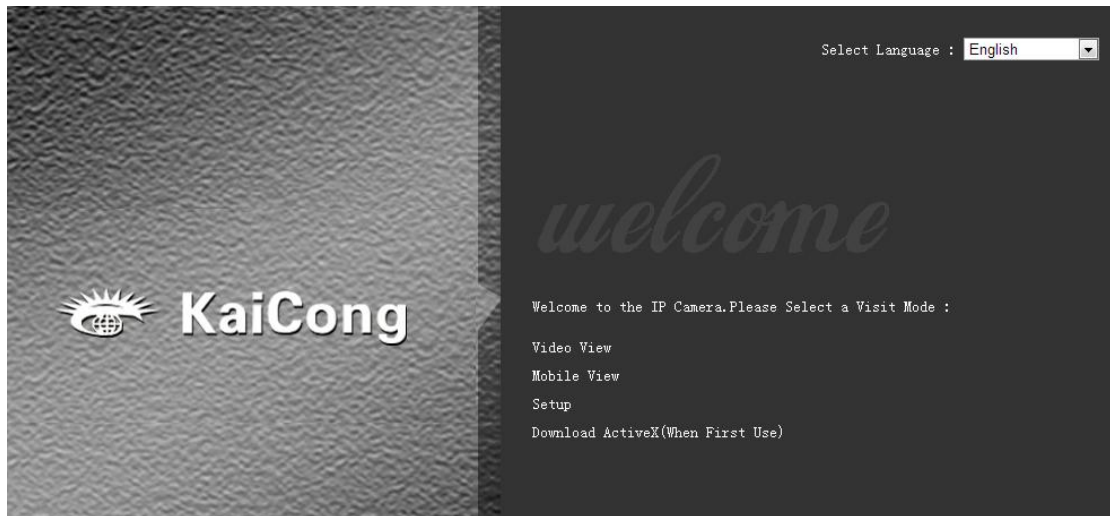 Select Language : English
welcome
KaiCong
Welcome to the IP Camera.Please Select a Visit Mode :
Video View
Mobile View
Setup
Download ActiveX(When First Use)